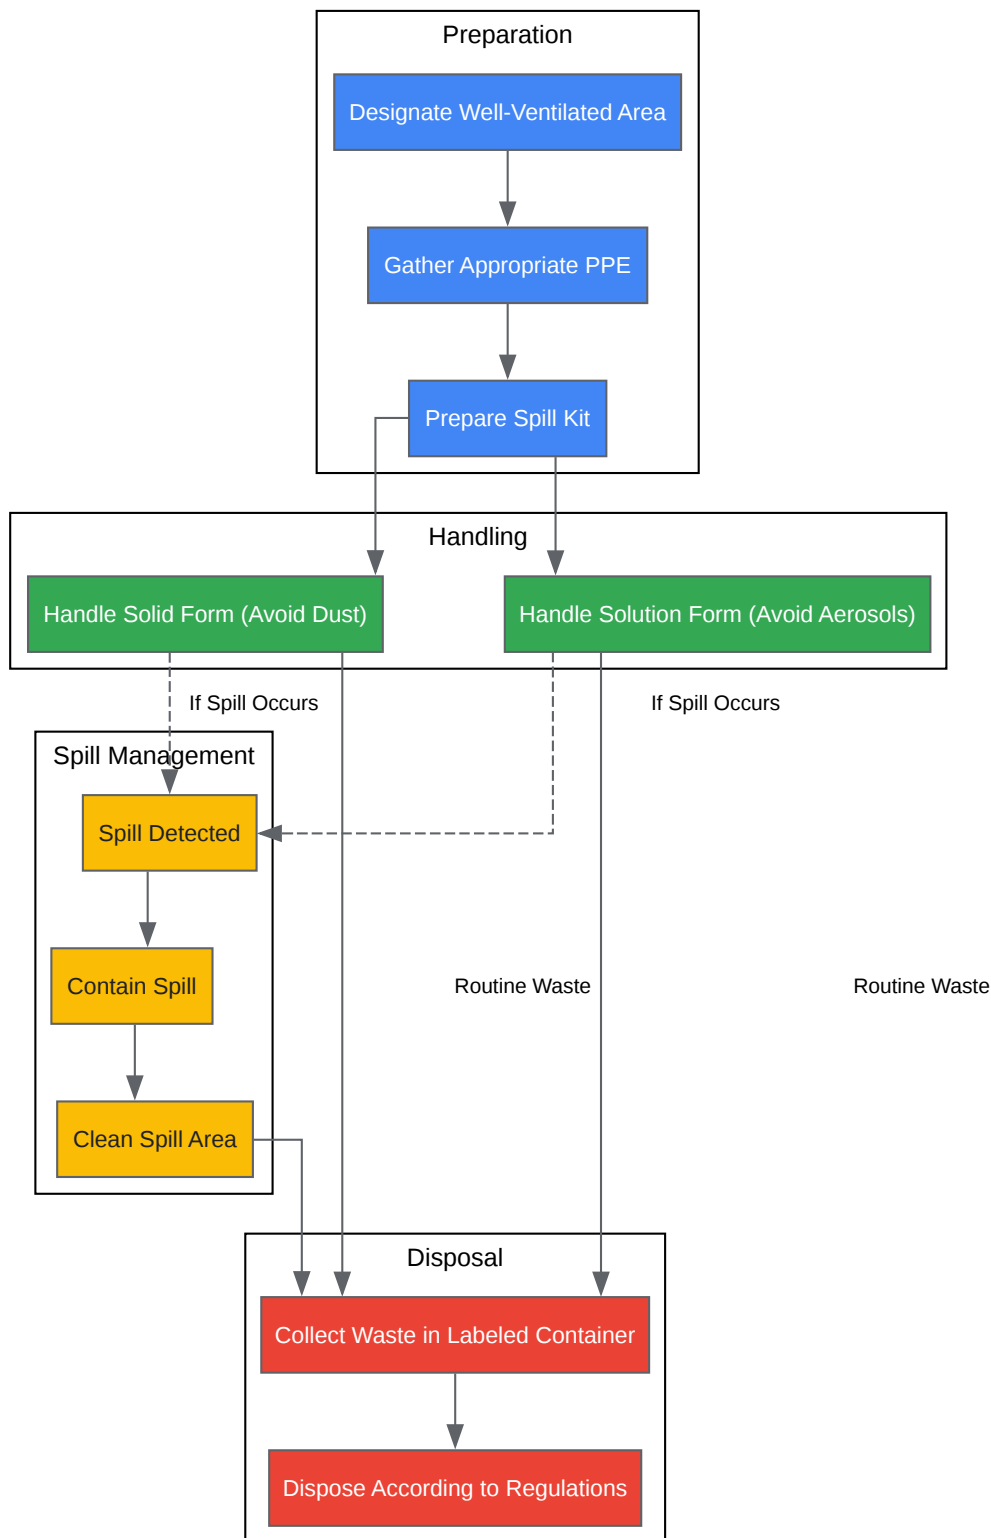 Preparation
Designate Well-Ventilated Area
Gather Appropriate PPE
Prepare Spill Kit
Handling
Handle Solid Form (Avoid Dust)
Handle Solution Form (Avoid Aerosols)
If Spill Occurs
If Spill Occurs
Spill Management
Spill Detected
Contain Spill
Routine Waste
Routine Waste
Clean Spill Area
Disposal
Collect Waste in Labeled Container
Dispose According to Regulations